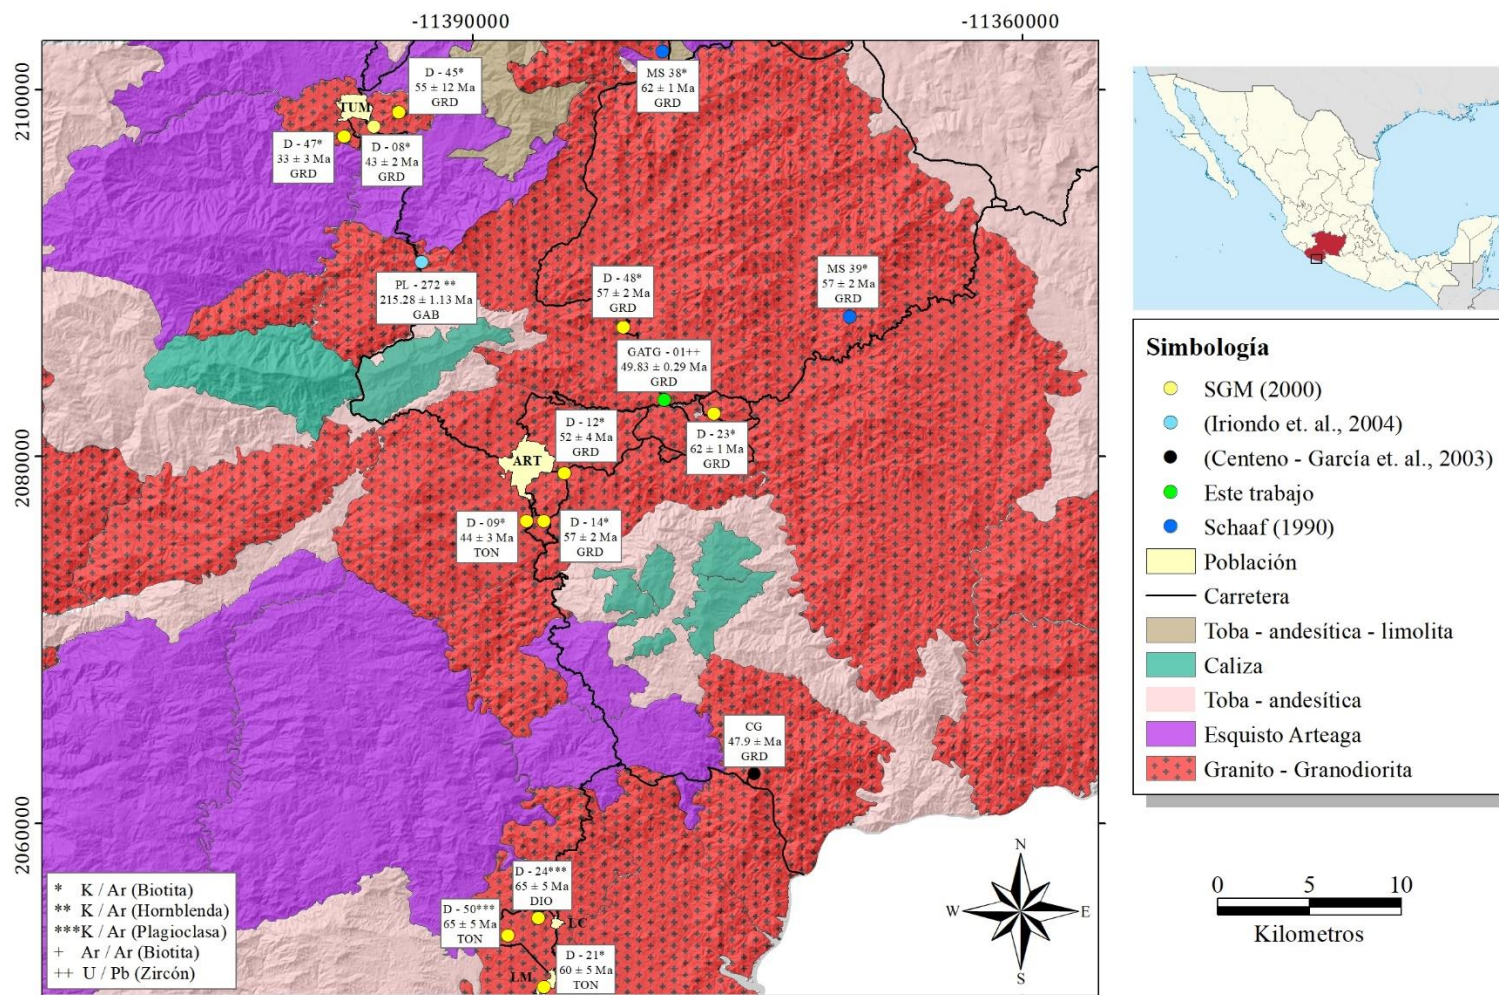 -11390000
-11360000
2100000
2080000
2060000
D - 45*
55 ± 12 Ma
GRD
MS 38*
62 ± 1 Ma
GRD
TUM
D - 47*
33 ± 3 Ma
GRD
D - 08*
43 ± 2 Ma
GRD
PL - 272 **
215.28 ± 1.13 Ma
GAB
D - 48*
57 ± 2 Ma
GRD
MS 39*
57 ± 2 Ma
GRD
GATG - 01++
49.83 ± 0.29 Ma
GRD
D - 12*
52 ± 4 Ma
GRD
D - 23*
62 ± 1 Ma
GRD
ART
D - 09*
44 ± 3 Ma
TON
D - 14*
57 ± 2 Ma
GRD
CG
47.9 ± Ma
GRD
D - 24***
65 ± 5 Ma
DIO
D - 50***
65 ± 5 Ma
TON
LC
D - 21*
60 ± 5 Ma
TON
LM
* K / Ar (Biotita)
** K / Ar (Hornblenda)
***K / Ar (Plagioclasa)
+ Ar / Ar (Biotita)
++ U / Pb (Zircón)
N
W
E
S
Simbología
SGM (2000)
(Iriondo et. al., 2004)
(Centeno - García et. al., 2003)
Este trabajo
Schaaf (1990)
Población
Carretera
Toba - andesítica - limolita
Caliza
Toba - andesítica
Esquisto Arteaga
Granito - Granodiorita
0 5 10
Kilometros